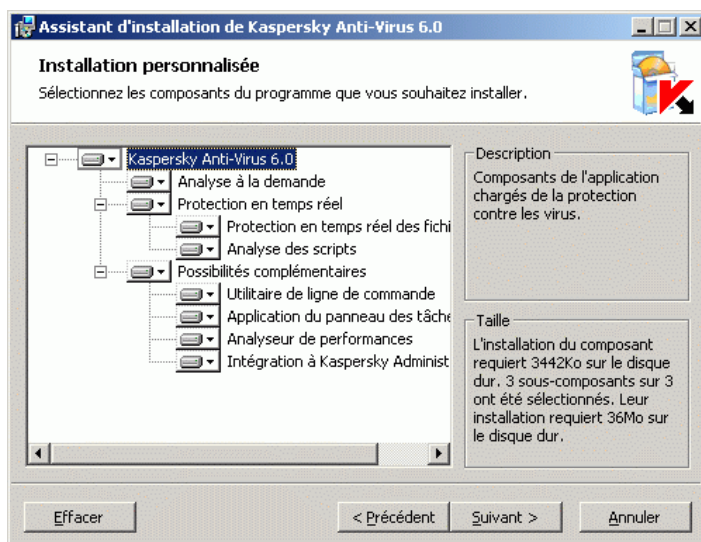 Assistant d'installation de Kaspersky Anti-Virus 6.0
Installation personnalisée
Sélectionnez les composants du programme que vous souhaitez installer.
Kaspersky Anti-Virus 6.0
Analyse à la demande
Protection en temps réel
Protection en temps réel des fichi
Analyse des scripts
Possibilités complémentaires
Utilitaire de ligne de commande
Application du panneau des tâche
Analyseur de performances
Intégration à Kaspersky Administ
Description
Composants de l'application
chargés de la protection
contre les virus.
Taille
L'installation du composant
requiert 3442Ko sur le disque
dur. 3 sous-composants sur 3
ont été sélectionnés. Leur
installation requiert 36Mo sur
le disque dur.
Effacer
< Précédent
Suivant >
Annuler